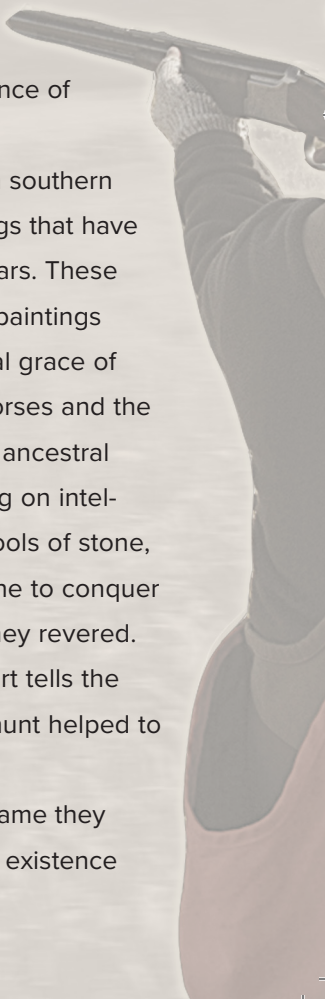 nce of
southern
gs that have
ars. These
paintings
al grace of
orses and the
ancestral
g on intel-
ools of stone,
ne to conquer
ey revered.
rt tells the
unt helped to
ame they
existence